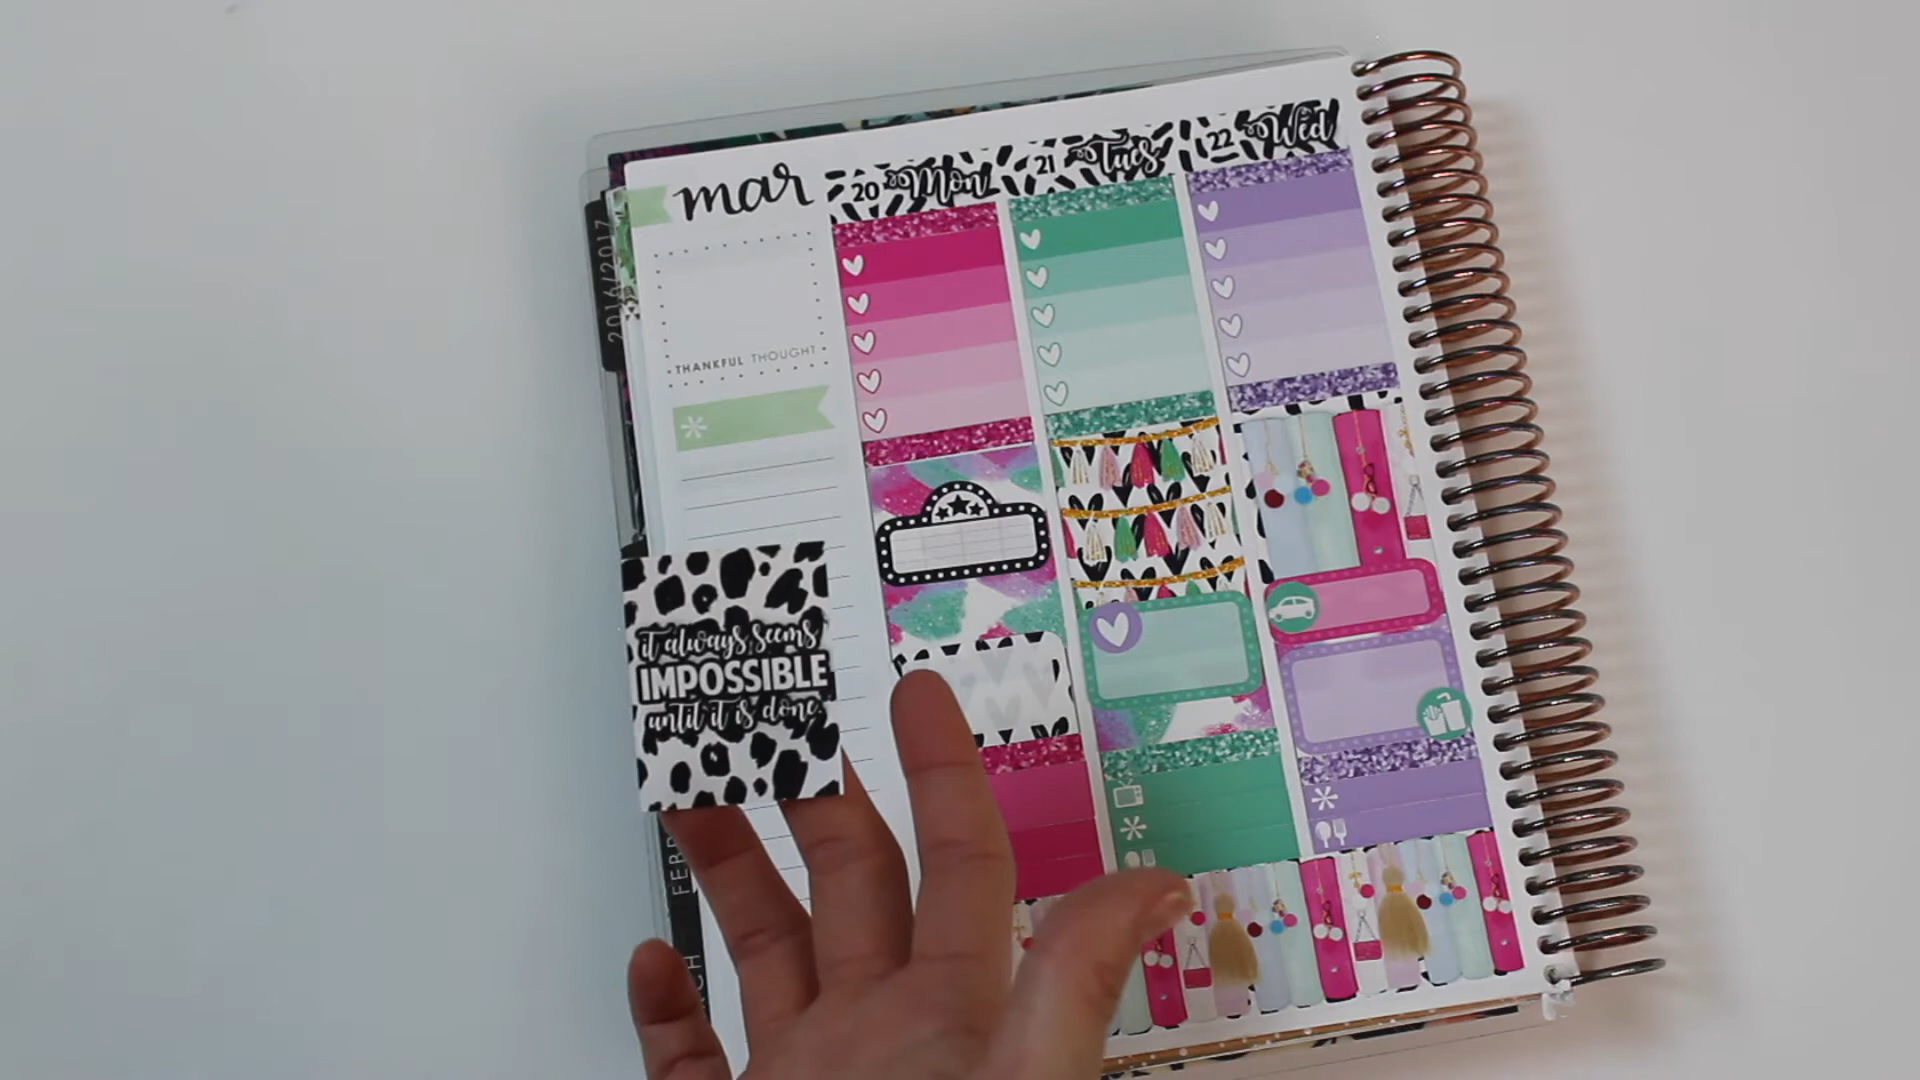 mar
20 Mon
21 Tues
22 Wed
2016/2017
THANKFUL THOUGHT
it always seems
IMPOSSIBLE
until it is done.